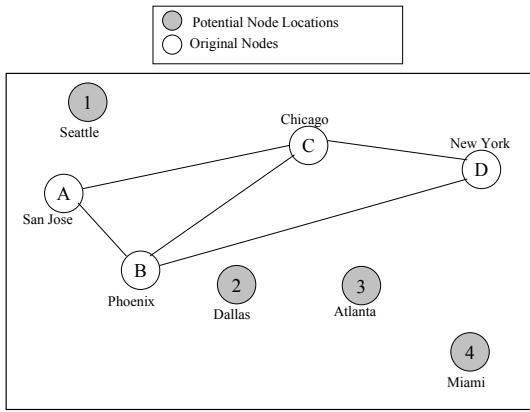 Potential Node Locations
Original Nodes
1
Seattle
Chicago
C
New York
D
A
San Jose
B
Phoenix
2
Dallas
3
Atlanta
4
Miami